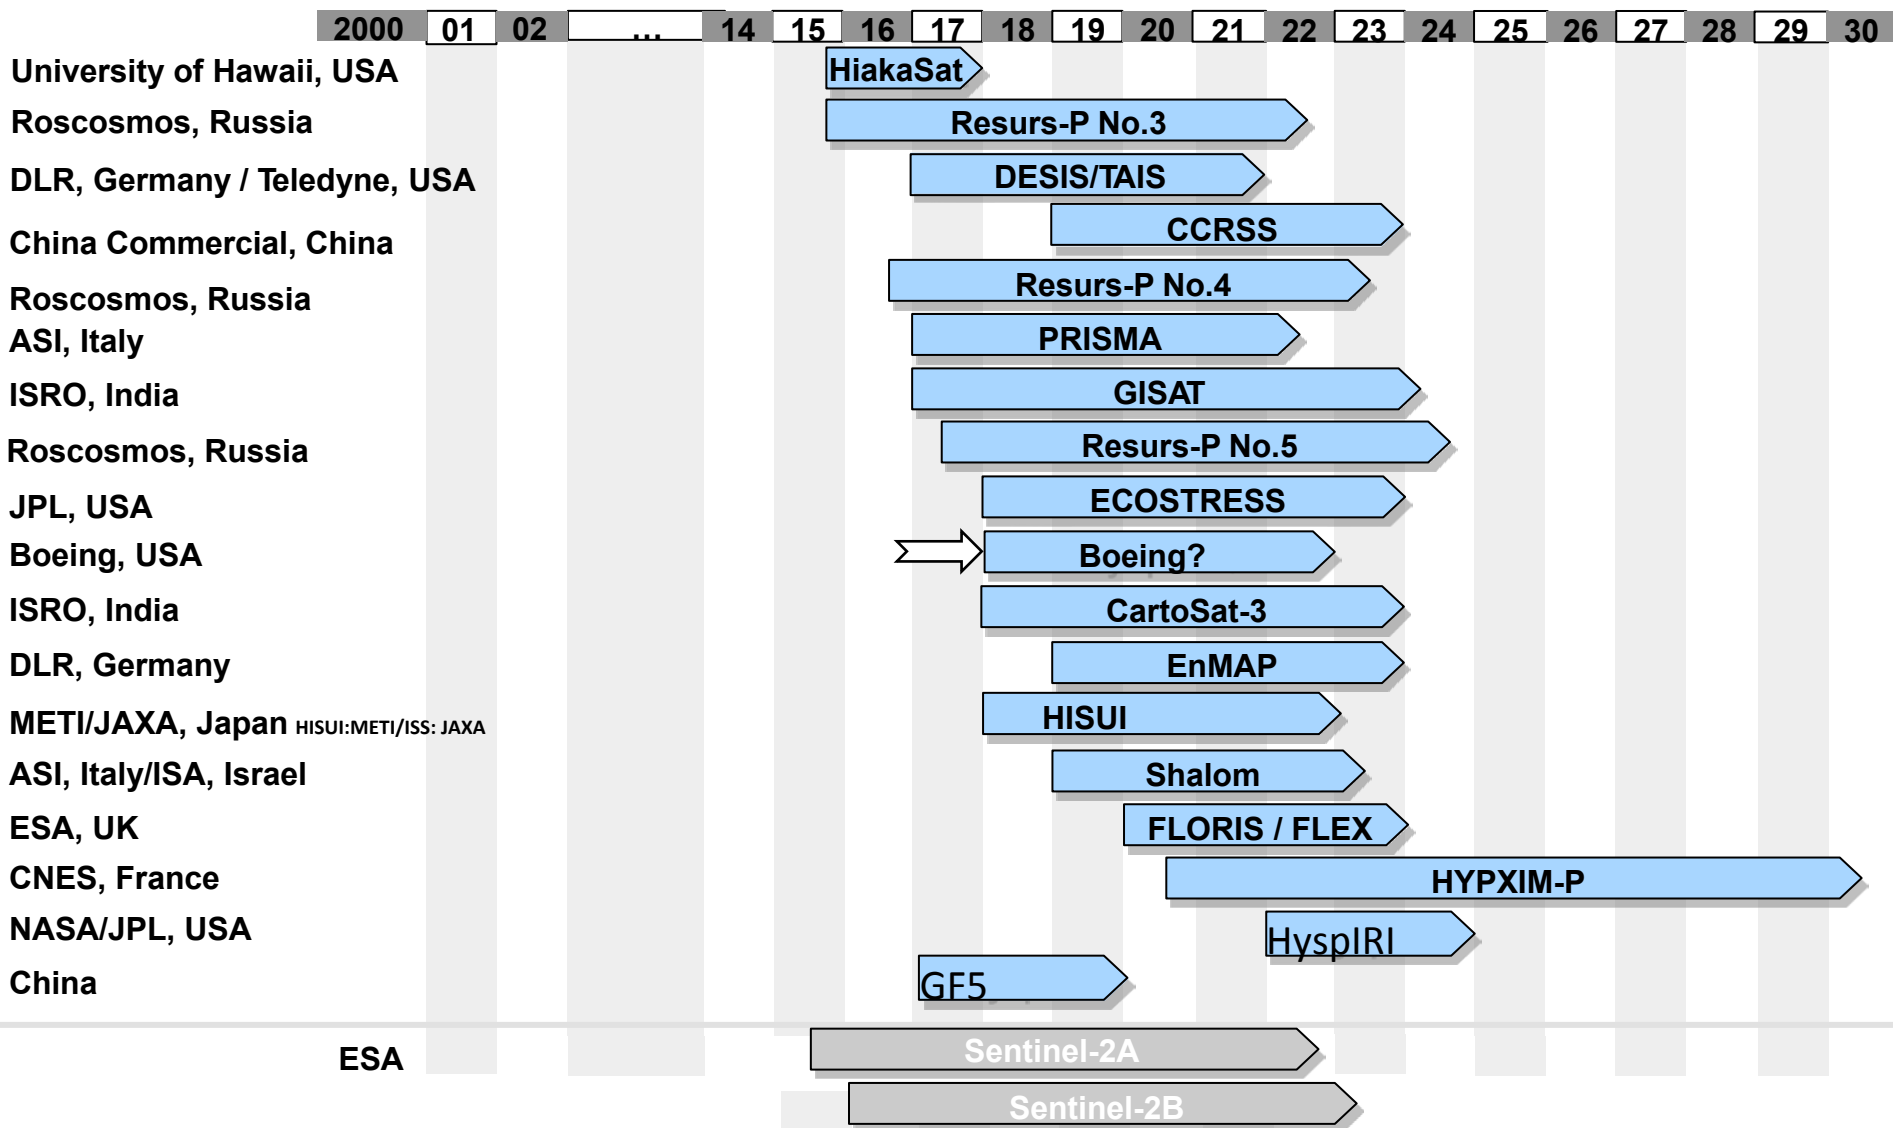 2000 01 02 ... 14 15 16 17 18 19 20 21 22 23 24 25 26 27 28 29 30
University of Hawaii, USA HiakaSat
Roscosmos, Russia Resurs-P No.3
DLR, Germany / Teledyne, USA DESIS/TAIS
China Commercial, China CCRSS
Roscosmos, Russia Resurs-P No.4
ASI, Italy PRISMA
ISRO, India GISAT
Roscosmos, Russia Resurs-P No.5
JPL, USA ECOSTRESS
Boeing, USA Boeing?
ISRO, India CartoSat-3
DLR, Germany EnMAP
METI/JAXA, Japan HISUI:METI/ISS: JAXA HISUI
ASI, Italy/ISA, Israel Shalom
ESA, UK FLORIS / FLEX
CNES, France HYPXIM-P
NASA/JPL, USA HyspIRI
China GF5
ESA Sentinel-2A
Sentinel-2B